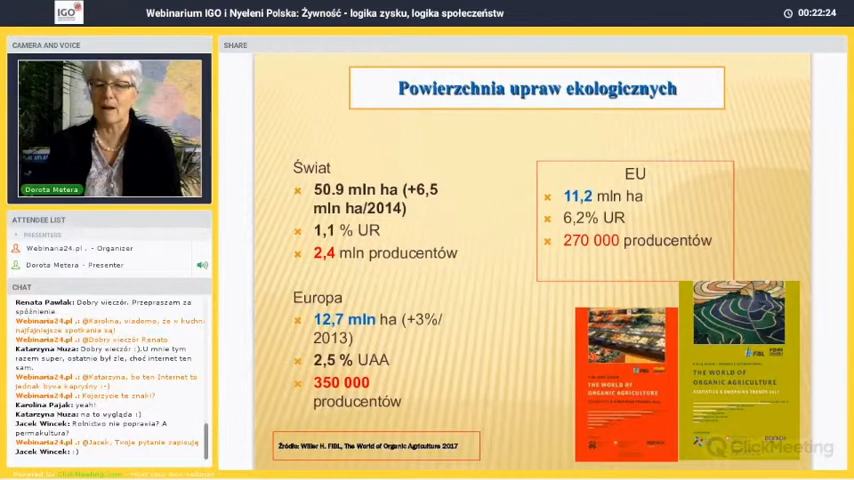 IGO
Webinarium IGO i Nyeleni Polska: Żywność - logika zysku, logika społeczeństw
00:22:24
CAMERA AND VOICE
Dorota Metera
ATTENDEE LIST
PRESENTERS
Webinaria24.pl . - Organizer
Dorota Metera - Presenter
CHAT
Renata Pawlak: Dobry wieczór. Przepraszam za
spóźnienie
Webinaria24.pl .: @Karolina, wiadomo, że w kuchni
najfajniejsze spotkania są!
Webinaria24.pl .: @Dobry wieczór Renato
Katarzyna Nuza: Dobry wieczór :).U mnie tym
razem super, ostatnio był zle, choć internet ten
sam.
Webinaria24.pl .: @Katarzyna, bo ten Internet to
jednak bywa kapryśny :-)
Webinaria24.pl .: Kojarzycie te znaki?
Karolina Pająk: yeah!
Katarzyna Nuza: na to wygląda :)
Jacek Wincek: Rolnictwo nie poprawia? A
permakultura?
Webinaria24.pl .: @Jacek, Twoje pytanie zapisuję
Jacek Wincek: :)
Powered by ClickMeeting.com
SHARE
Powierzchnia upraw ekologicznych
Świat
50.9 mln ha (+6,5
mln ha/2014)
1,1 % UR
2,4 mln producentów
Europa
12,7 mln ha (+3%/
2013)
2,5 % UAA
350 000
producentów
Źródło: Willer H. FIBL, The World of Organic Agriculture 2017
EU
11,2 mln ha
6,2% UR
270 000 producentów
THE WORLD OF
ORGANIC AGRICULTURE
FiBL
THE WORLD OF
ORGANIC AGRICULTURE
STATISTICS & EMERGING TRENDS 2017
ClickMeeting